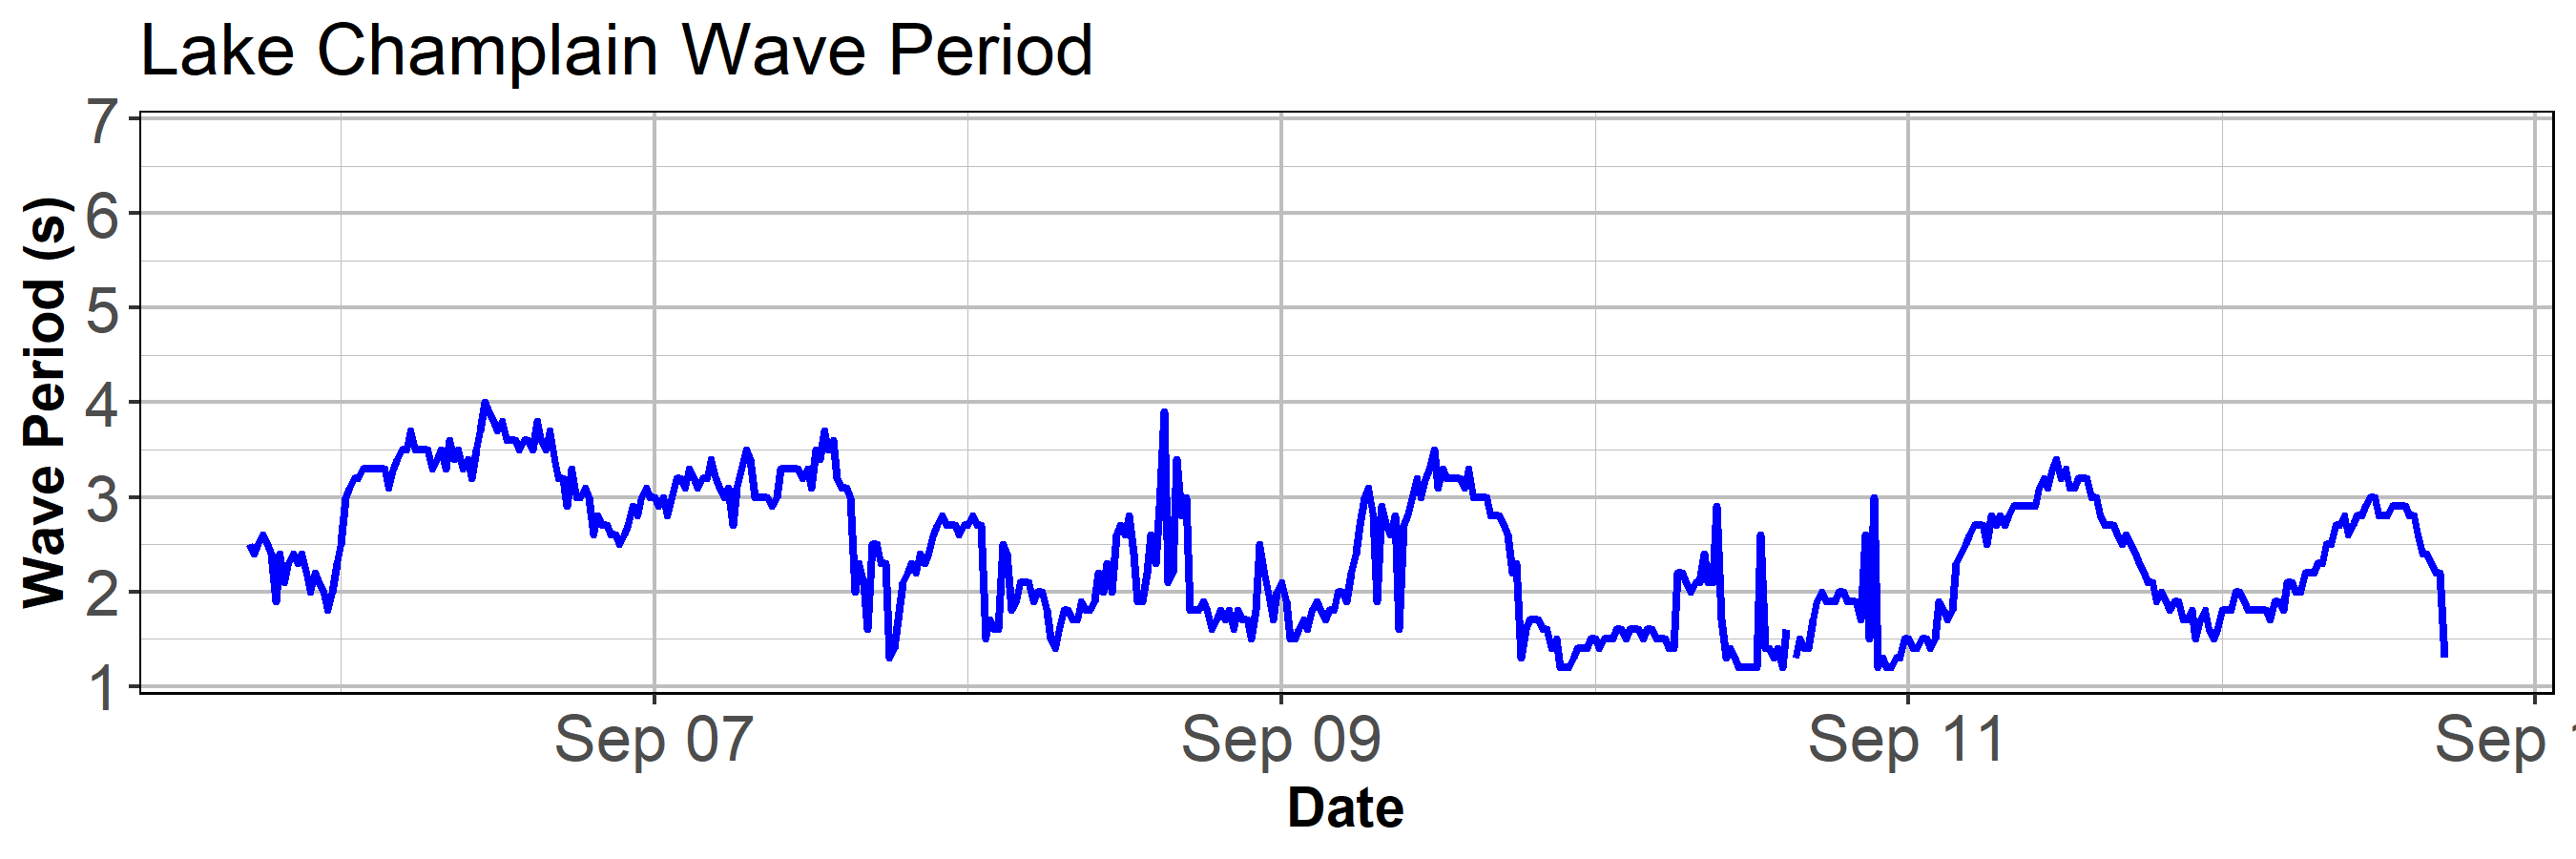 Lake Champlain Wave Period
Wave Period (s)
7
6
5
4
3
2
1
Sep 07
Sep 09
Sep 11
Sep
Date